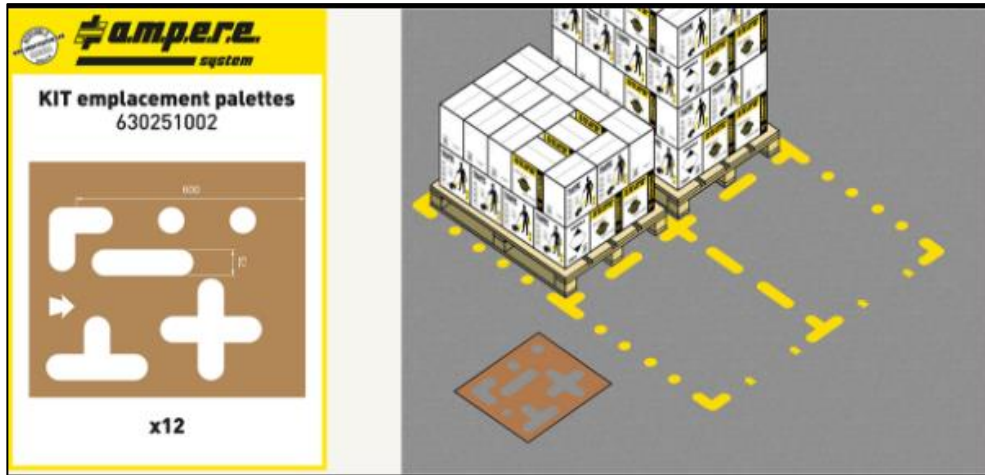 a.m.p.e.r.e.
system
KIT emplacement palettes
630251002
600
75
x12